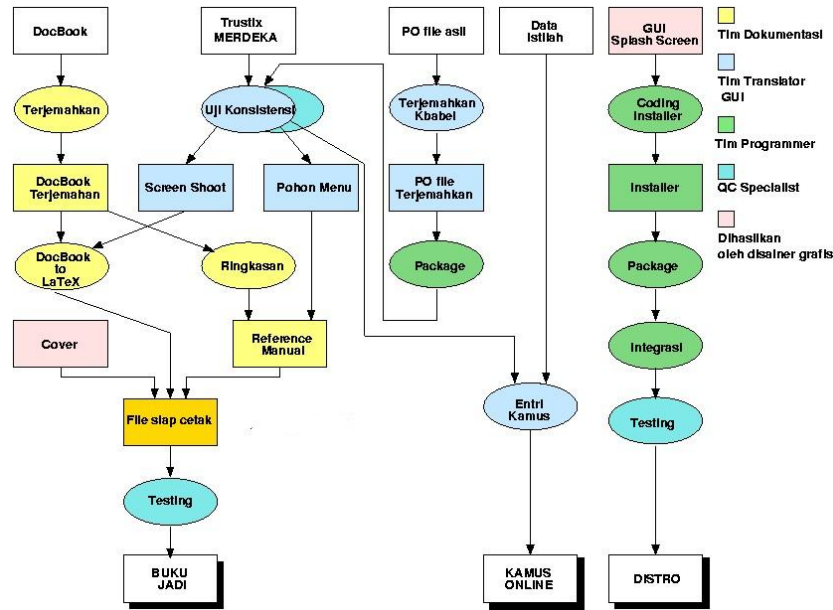 DocBook
Trustix
MERDEKA
PO file asli
Data
Istilah
GUI
Splash Screen
Tim Dokumentasi
Tim Translator
GUI
Tim Programmer
QC Specialist
Dihasilkan
oleh disainer grafis
Terjemahkan
Uji Konsistensi
Terjemahkan
Kbabel
Coding
Installer
DocBook
Terjemahan
Screen Shoot
Pohon Menu
PO file
Terjemahkan
Installer
DocBook
to
LaTeX
Ringkasan
Package
Package
Cover
Reference
Manual
Integrasi
File siap cetak
Entri
Kamus
Testing
Testing
BUKU
JADI
KAMUS
ONLINE
DISTRO